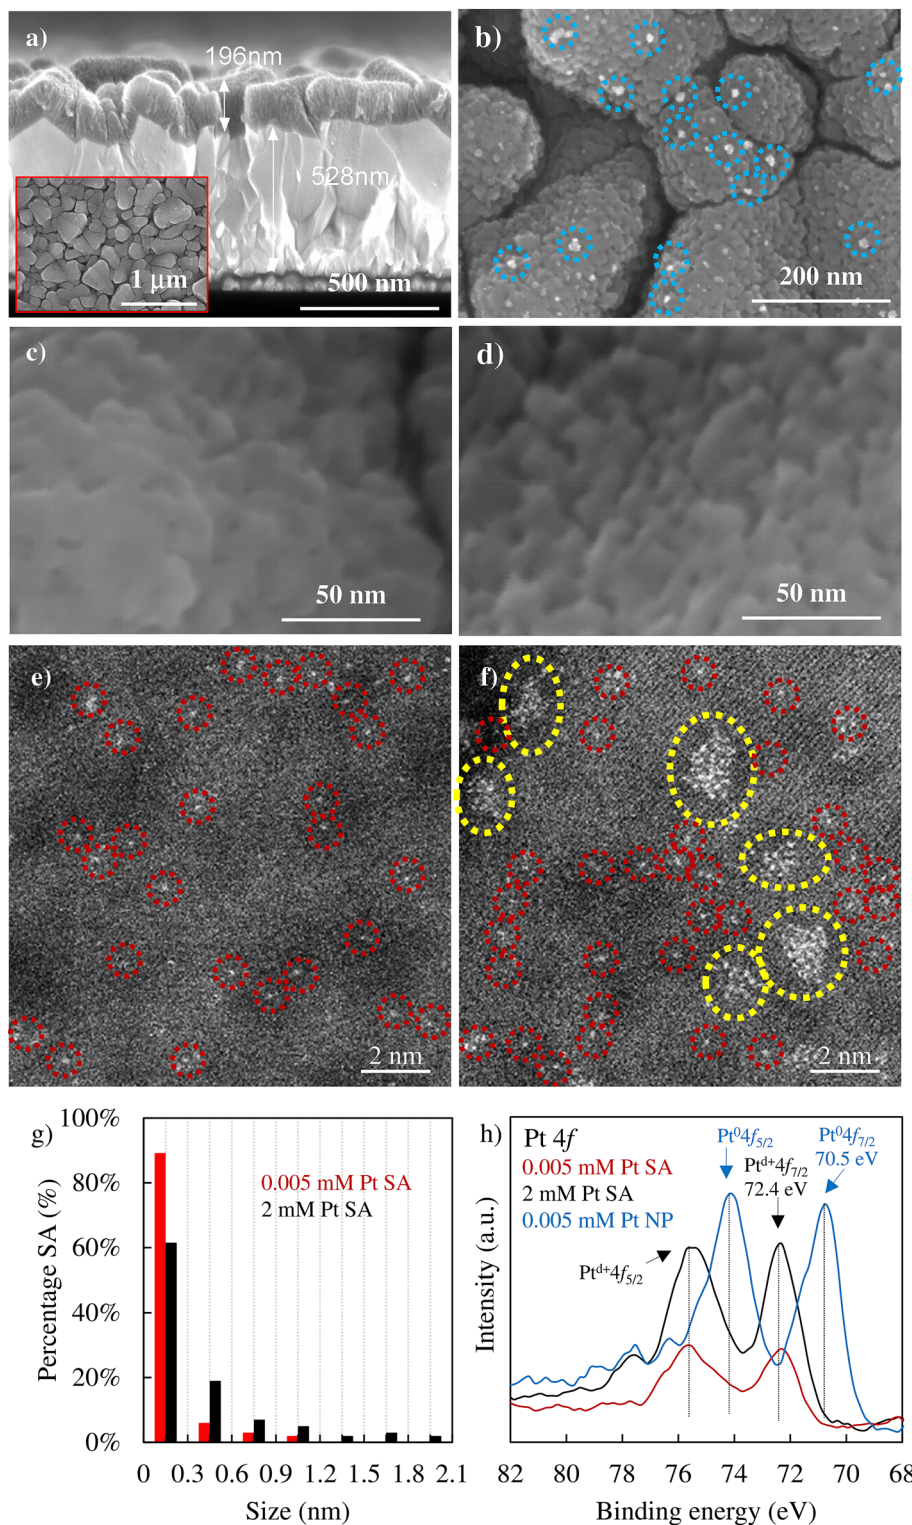 a)
196nm
528nm
1 μm
500 nm
b)
200 nm
c)
50 nm
d)
50 nm
e)
2 nm
f)
2 nm
g)
100%
80%
60%
40%
20%
0%
Percentage SA (%)
0.005 mM Pt SA
2 mM Pt SA
0 0.3 0.6 0.9 1.2 1.5 1.8 2.1
Size (nm)
h)
Pt 4f
0.005 mM Pt SA
2 mM Pt SA
0.005 mM Pt NP
Pt⁰4f5/2
Pt⁰4f7/2
70.5 eV
Ptᵈ⁺4f7/2
72.4 eV
Ptᵈ⁺4f5/2
Intensity (a.u.)
82 80 76 74 72 70 68
Binding energy (eV)